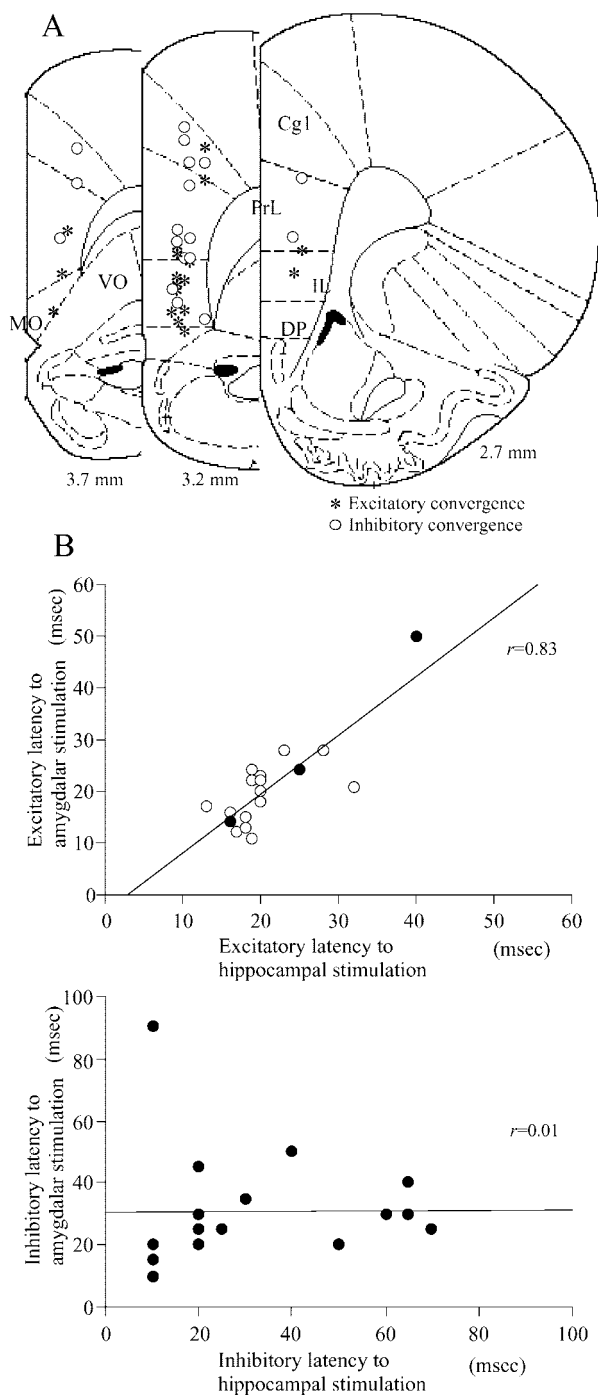 A
Cg1
PrL
VO
IL
MO
DP
3.7 mm
3.2 mm
2.7 mm
* Excitatory convergence
○ Inhibitory convergence
B
Excitatory latency to
amygdalar stimulation (msec)
60
50
40
30
20
10
0
r=0.83
0
10
20
30
40
50
60
Excitatory latency to
hippocampal stimulation
(msec)
Inhibitory latency to
amygdalar stimulation (msec)
100
80
60
40
20
0
r=0.01
0
20
40
60
80
100
Inhibitory latency to
hippocampal stimulation
(msec)